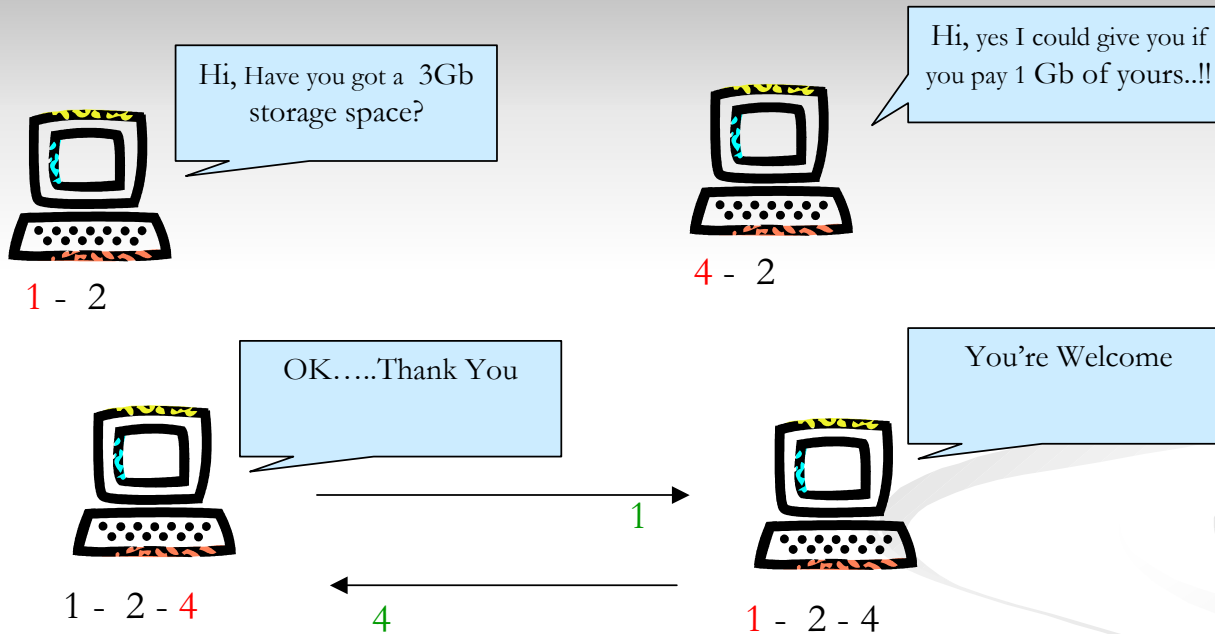 Hi, Have you got a 3Gb
storage space?
Hi, yes I could give you if
you pay 1 Gb of yours..!!
1 - 2
4 - 2
OK…..Thank You
You’re Welcome
1
4
1 - 2 - 4
1 - 2 - 4